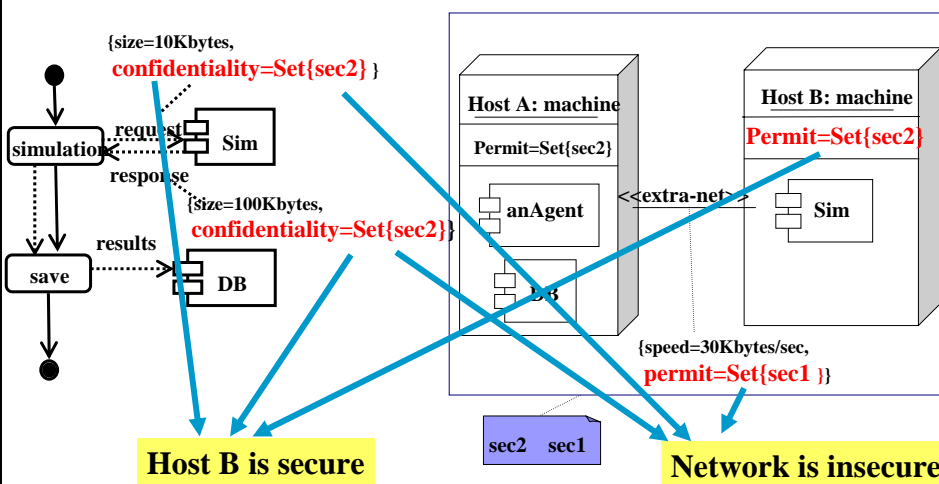 {size=10Kbytes,
confidentiality=Set{sec2} }
request
simulation
Sim
response
{size=100Kbytes,
confidentiality=Set{sec2}}
results
save
DB
Host A: machine
Permit=Set{sec2}
anAgent
DB
<<extra-net>>
Host B: machine
Permit=Set{sec2}
Sim
{speed=30Kbytes/sec,
permit=Set{sec1 }}
sec2 sec1
Host B is secure
Network is insecure